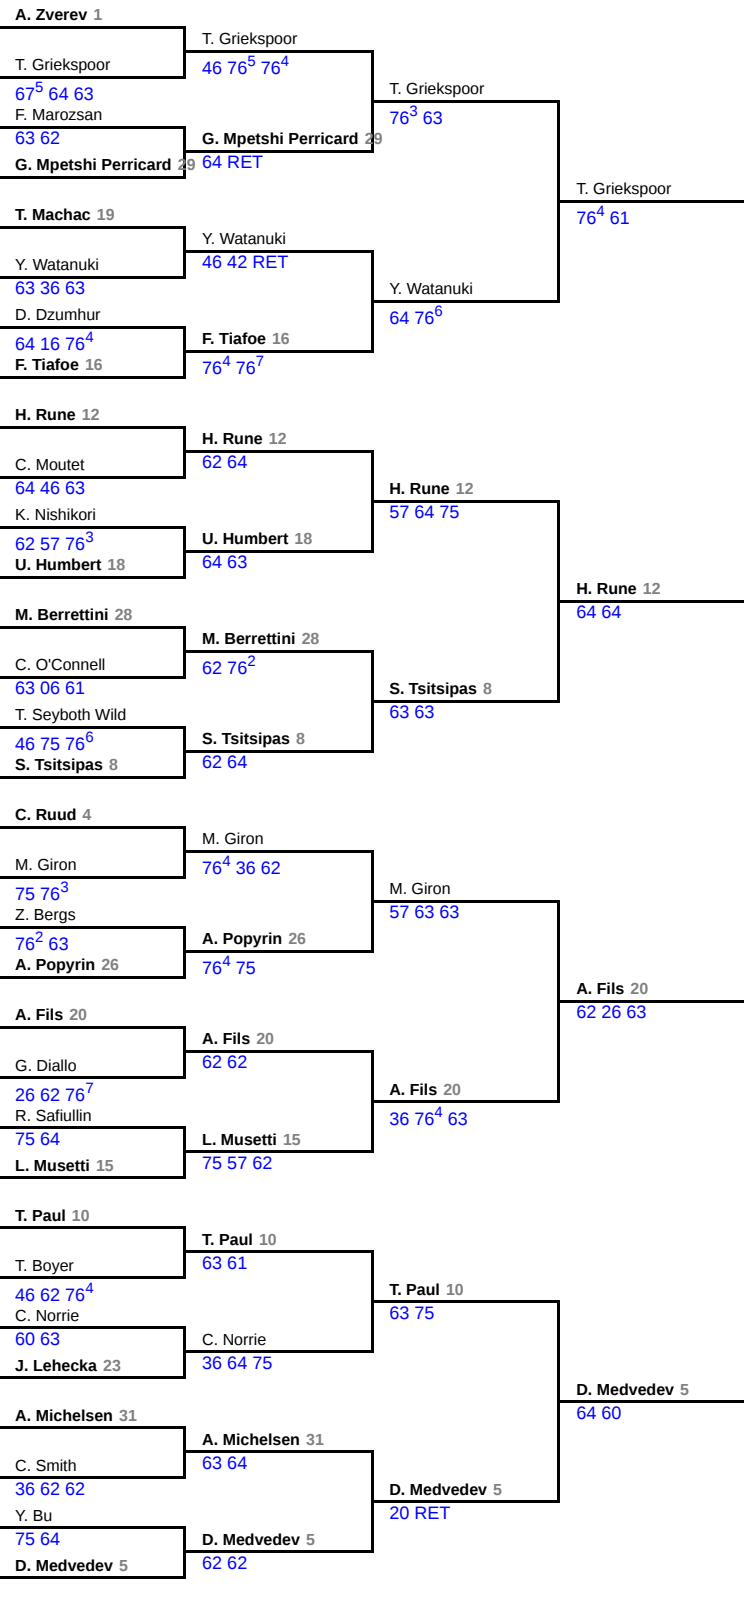 A. Zverev 1
T. Griekspoor
67⁵ 64 63
F. Marozsan
63 62
G. Mpetshi Perricard 29
T. Machac 19
Y. Watanuki
63 36 63
D. Dzumhur
64 16 76⁴
F. Tiafoe 16
H. Rune 12
C. Moutet
64 46 63
K. Nishikori
62 57 76³
U. Humbert 18
M. Berrettini 28
C. O'Connell
63 06 61
T. Seyboth Wild
46 75 76⁶
S. Tsitsipas 8
C. Ruud 4
M. Giron
75 76³
Z. Bergs
76² 63
A. Popyrin 26
A. Fils 20
G. Diallo
26 62 76⁷
R. Safiullin
75 64
L. Musetti 15
T. Paul 10
T. Boyer
46 62 76⁴
C. Norrie
60 63
J. Lehecka 23
A. Michelsen 31
C. Smith
36 62 62
Y. Bu
75 64
D. Medvedev 5
T. Griekspoor
46 76⁵ 76⁴
G. Mpetshi Perricard 29
64 RET
Y. Watanuki
46 42 RET
F. Tiafoe 16
76⁴ 76⁷
H. Rune 12
62 64
U. Humbert 18
64 63
M. Berrettini 28
62 76²
S. Tsitsipas 8
62 64
M. Giron
76⁴ 36 62
A. Popyrin 26
76⁴ 75
A. Fils 20
62 62
L. Musetti 15
75 57 62
T. Paul 10
63 61
C. Norrie
36 64 75
A. Michelsen 31
63 64
D. Medvedev 5
62 62
T. Griekspoor
76³ 63
Y. Watanuki
64 76⁶
H. Rune 12
57 64 75
S. Tsitsipas 8
63 63
M. Giron
57 63 63
A. Fils 20
36 76⁴ 63
T. Paul 10
63 75
D. Medvedev 5
20 RET
T. Griekspoor
76⁴ 61
H. Rune 12
64 64
A. Fils 20
62 26 63
D. Medvedev 5
64 60